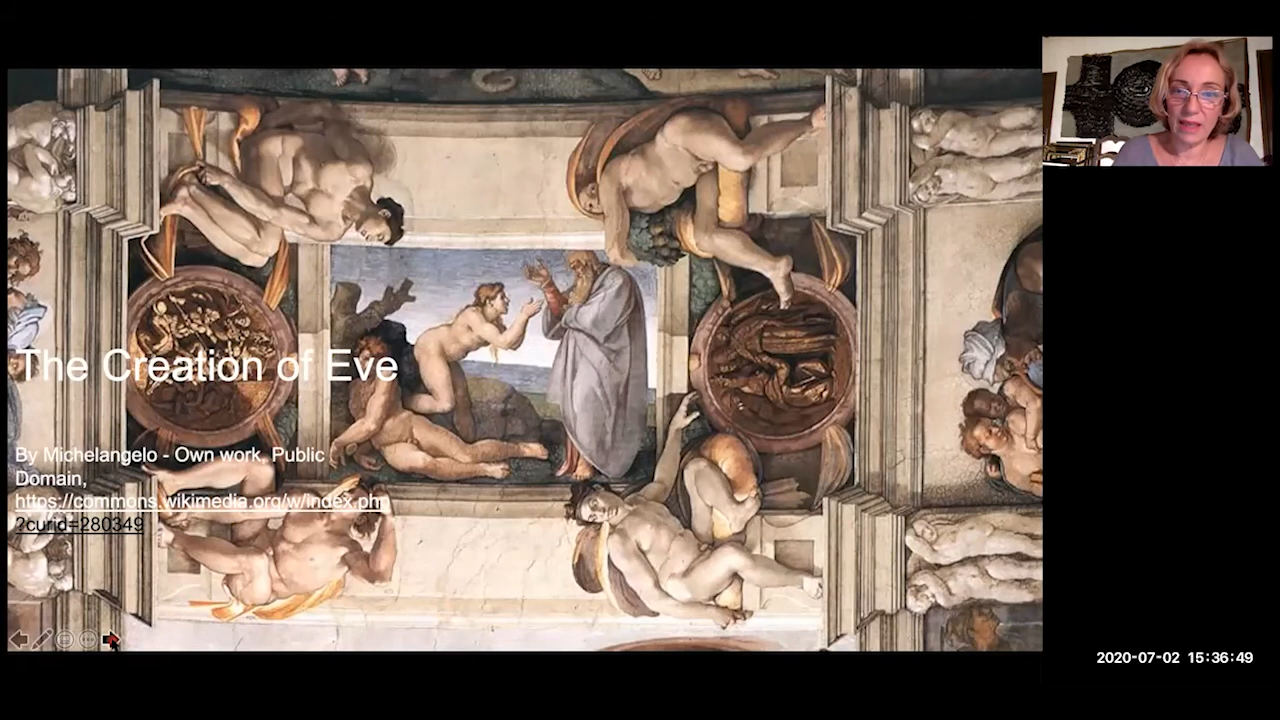 The Creation of Eve
By Michelangelo - Own work, Public
Domain,
https://commons.wikimedia.org/w/index.php
?curid=280349
2020-07-02 15:36:49